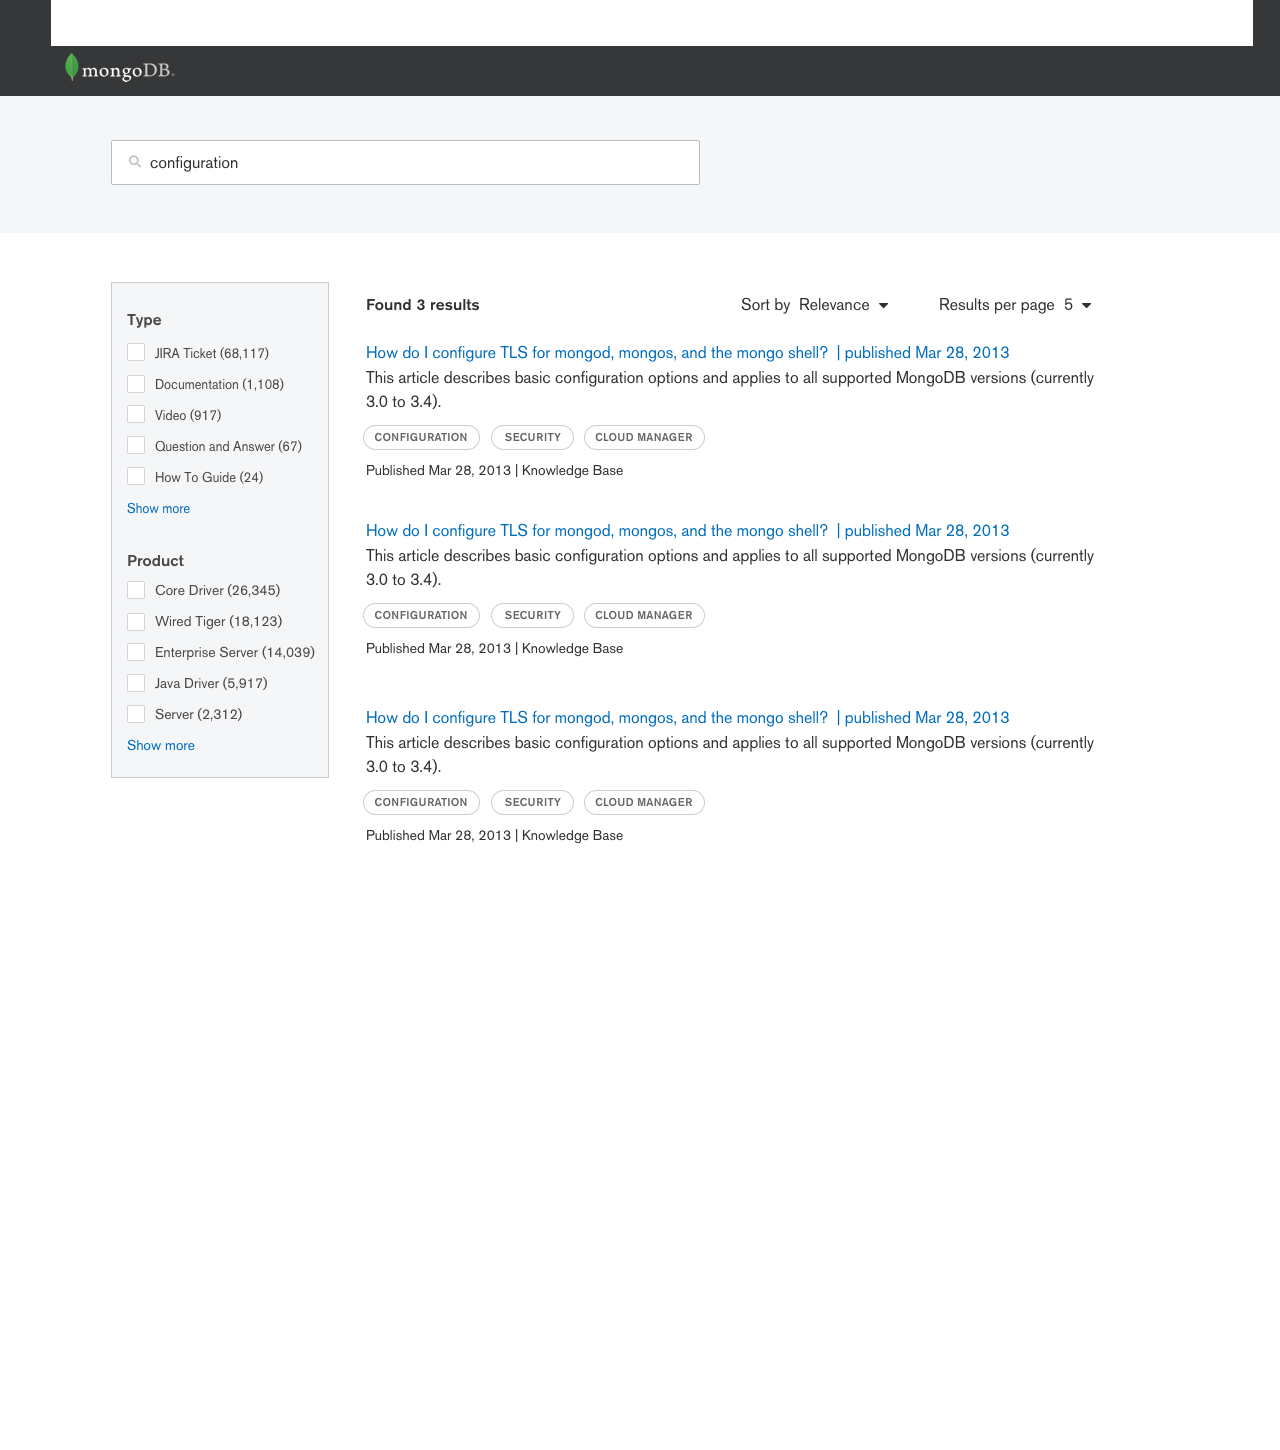 mongoDB
configuration
Type
JIRA Ticket (68,117)
Documentation (1,108)
Video (917)
Question and Answer (67)
How To Guide (24)
Show more
Product
Core Driver (26,345)
Wired Tiger (18,123)
Enterprise Server (14,039)
Java Driver (5,917)
Server (2,312)
Show more
Found 3 results
Sort by Relevance
Results per page 5
How do I configure TLS for mongod, mongos, and the mongo shell? | published Mar 28, 2013
This article describes basic configuration options and applies to all supported MongoDB versions (currently
3.0 to 3.4).
CONFIGURATION SECURITY CLOUD MANAGER
Published Mar 28, 2013 | Knowledge Base
How do I configure TLS for mongod, mongos, and the mongo shell? | published Mar 28, 2013
This article describes basic configuration options and applies to all supported MongoDB versions (currently
3.0 to 3.4).
CONFIGURATION SECURITY CLOUD MANAGER
Published Mar 28, 2013 | Knowledge Base
How do I configure TLS for mongod, mongos, and the mongo shell? | published Mar 28, 2013
This article describes basic configuration options and applies to all supported MongoDB versions (currently
3.0 to 3.4).
CONFIGURATION SECURITY CLOUD MANAGER
Published Mar 28, 2013 | Knowledge Base